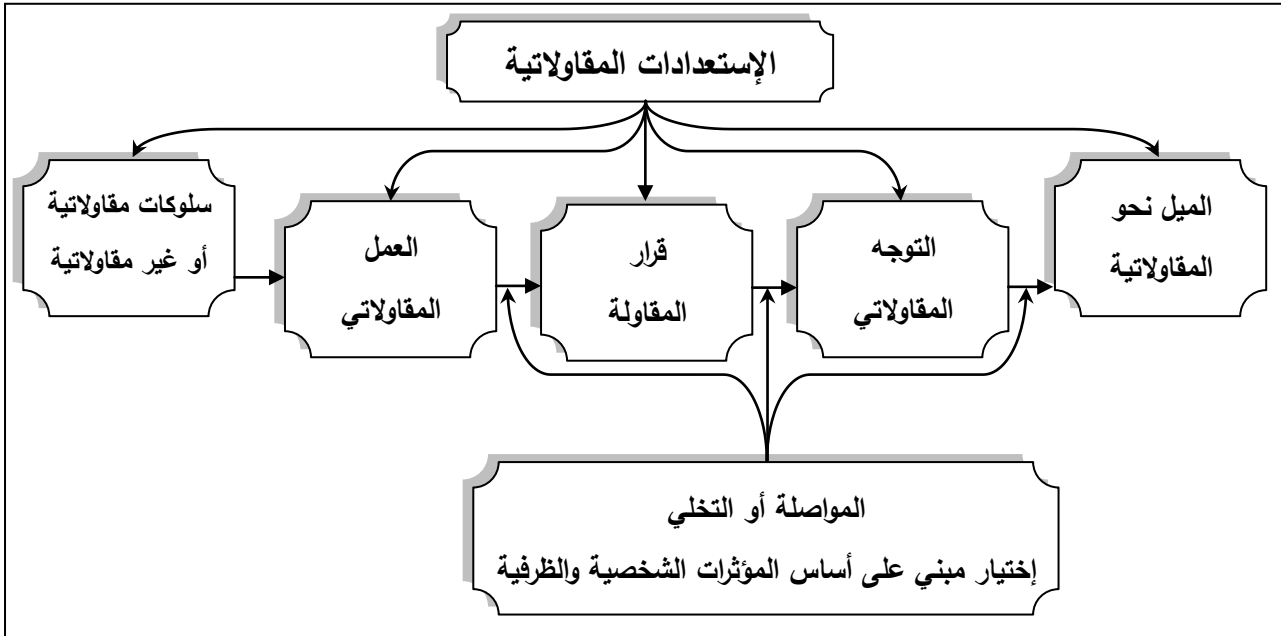 الإستعدادات المقاولاتية
الميل نحو
المقاولاتية
التوجه
المقاولاتي
قرار
المقاولة
العمل
المقاولاتي
سلوكات مقاولاتية
أو غير مقاولاتية
المواصلة أو التخلي
إختيار مبني على أساس المؤثرات الشخصية والظرفية